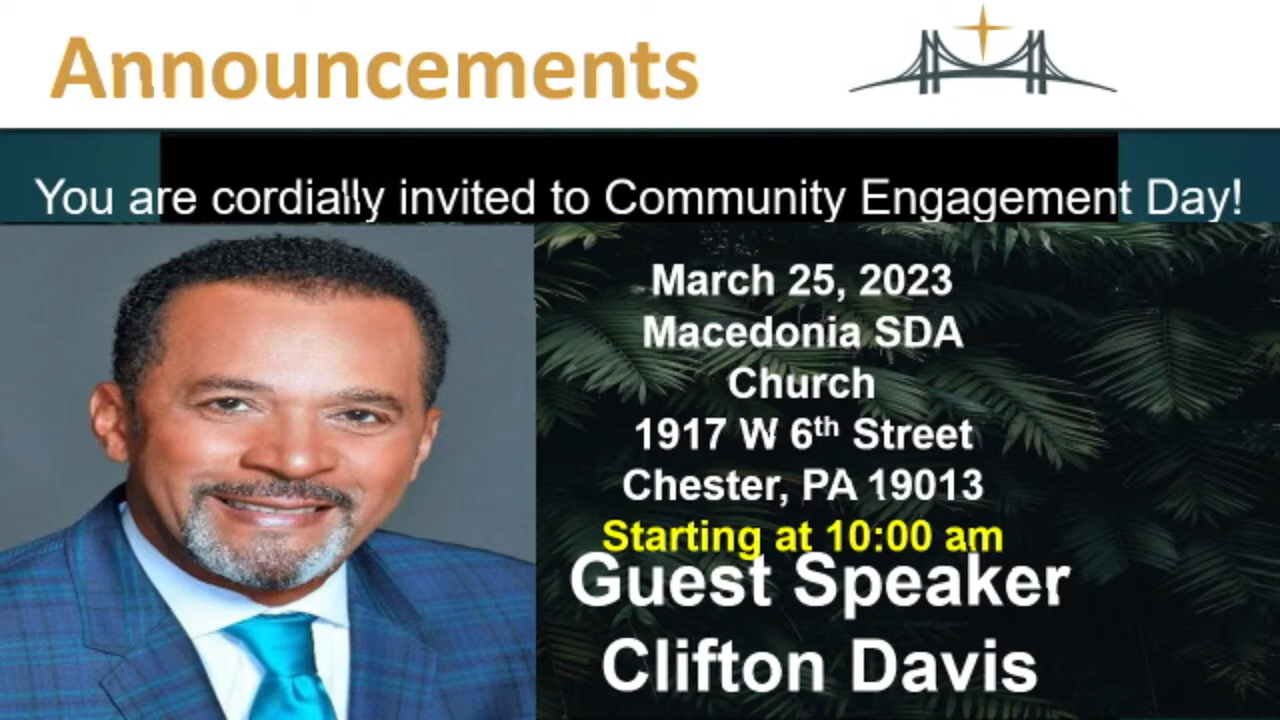 Announcements
You are cordially invited to Community Engagement Day!
March 25, 2023
Macedonia SDA
Church
1917 W 6th Street
Chester, PA 19013
Starting at 10:00 am
Guest Speaker
Clifton Davis